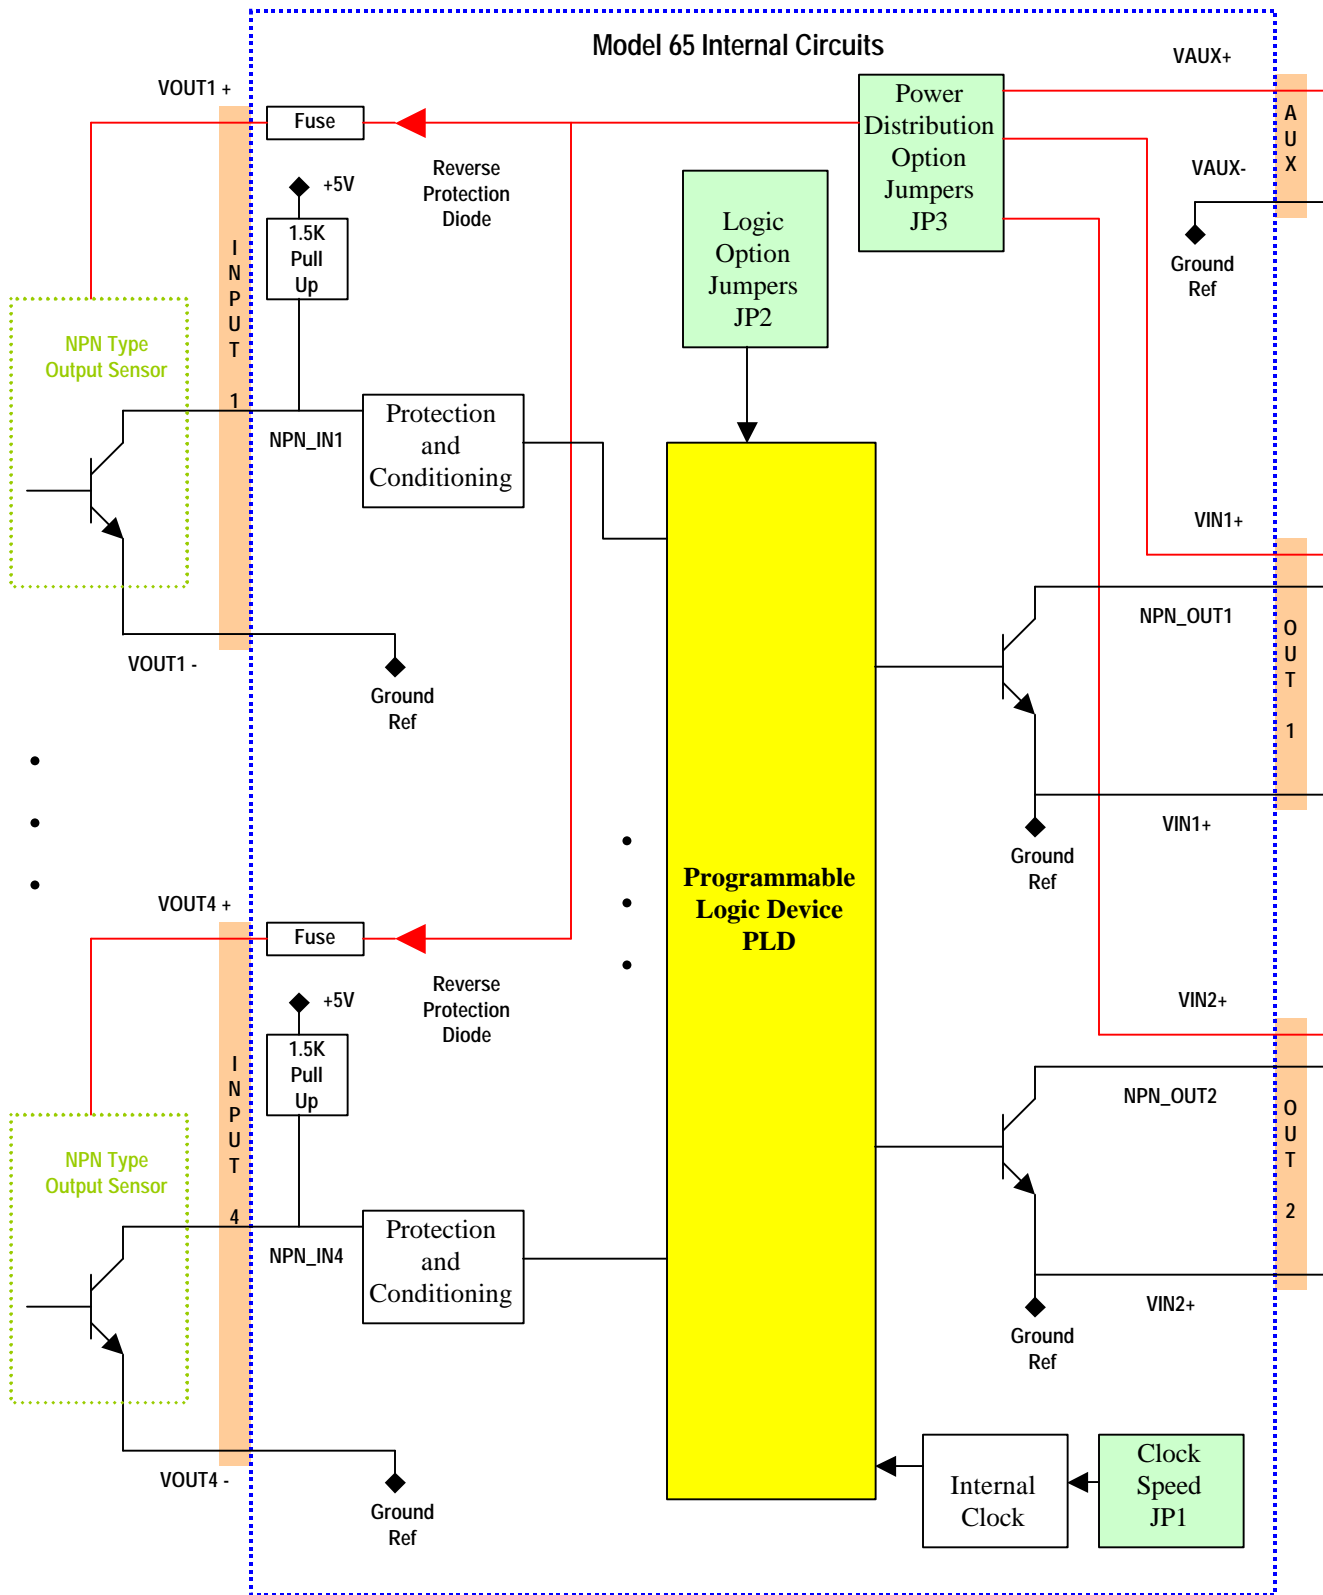 Model 65 Internal Circuits
VAUX+
VOUT1 +
Fuse
Power
Distribution
Option
Jumpers
JP3
A
U
X
Reverse
Protection
Diode
+5V
VAUX-
1.5K
Pull
Up
Logic
Option
Jumpers
JP2
Ground
Ref
I
N
P
U
T
1
NPN Type
Output Sensor
NPN_IN1
Protection
and
Conditioning
VIN1+
NPN_OUT1
O
U
T
1
VOUT1 -
Ground
Ref
VIN1+
Ground
Ref
Programmable
Logic Device
PLD
VOUT4 +
Fuse
Reverse
Protection
Diode
+5V
VIN2+
1.5K
Pull
Up
I
N
P
U
T
4
NPN_OUT2
O
U
T
2
NPN Type
Output Sensor
NPN_IN4
Protection
and
Conditioning
VIN2+
Ground
Ref
VOUT4 -
Ground
Ref
Internal
Clock
Clock
Speed
JP1